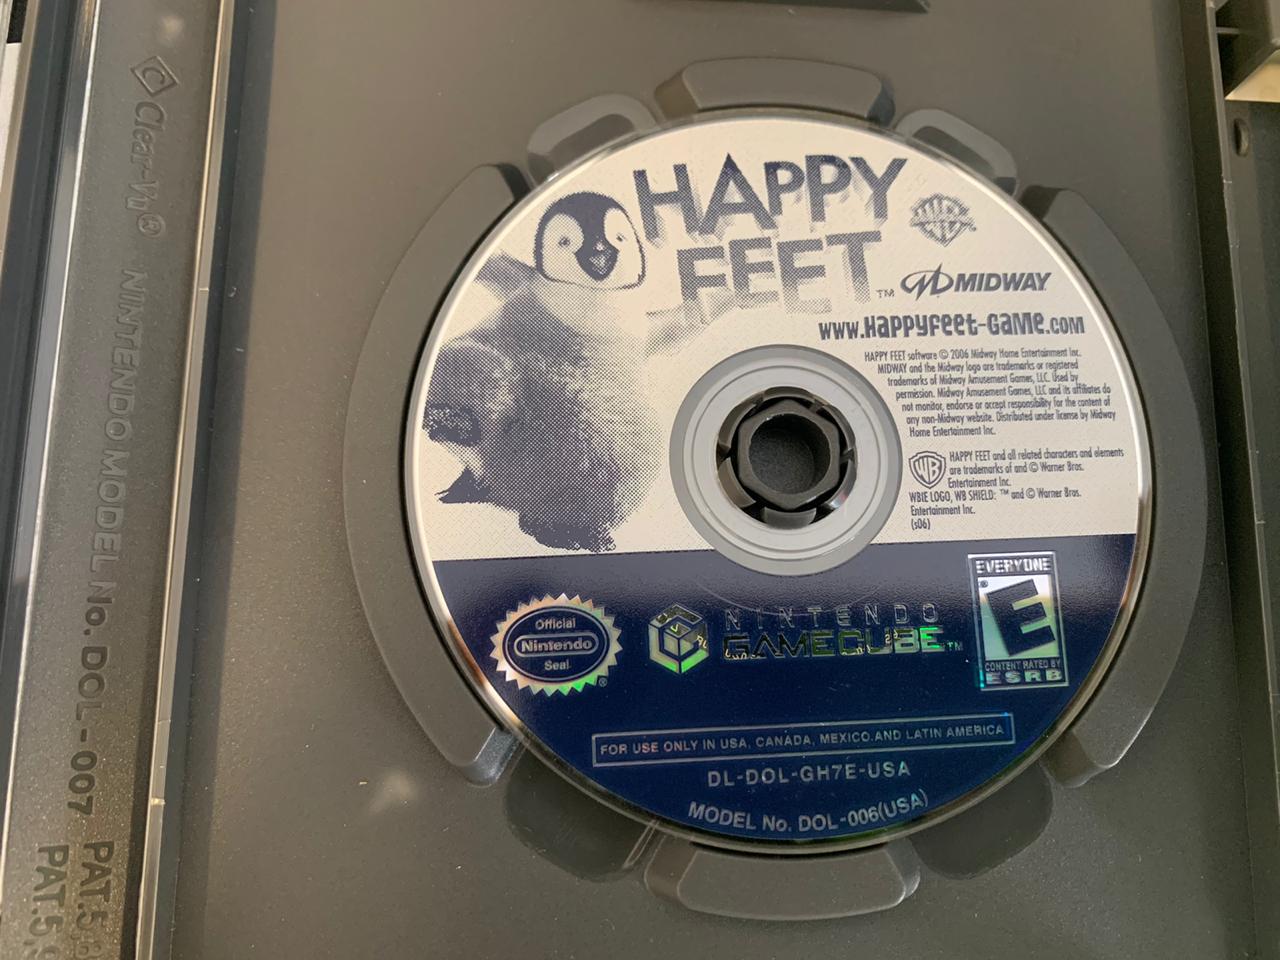 Clear-Vu®
NINTENDO MODEL No. DOL-007
PAT.5
PAT.5
HAPPY
FEET™
MIDWAY
WWW.HAPPYFEET-GAME.COM
HAPPY FEET software © 2006 Midway Home Entertainment Inc.
MIDWAY and the Midway logo are trademarks or registered
trademarks of Midway Amusement Games, LLC. Used by
permission. Midway Amusement Games, LLC and its affiliates do
not monitor, endorse or accept responsibility for the content of
any non-Midway website. Distributed under license by Midway
Home Entertainment Inc.
WB
HAPPY FEET and all related characters and elements
are trademarks of and © Warner Bros.
Entertainment Inc.
WBIE LOGO, WB SHIELD: ™ and © Warner Bros.
Entertainment Inc.
(s06)
Official
Nintendo
Seal
®
NINTENDO
GAMECUBE™
EVERYONE
E
®
CONTENT RATED BY
ESRB
FOR USE ONLY IN USA, CANADA, MEXICO AND LATIN AMERICA
DL-DOL-GH7E-USA
MODEL No. DOL-006(USA)